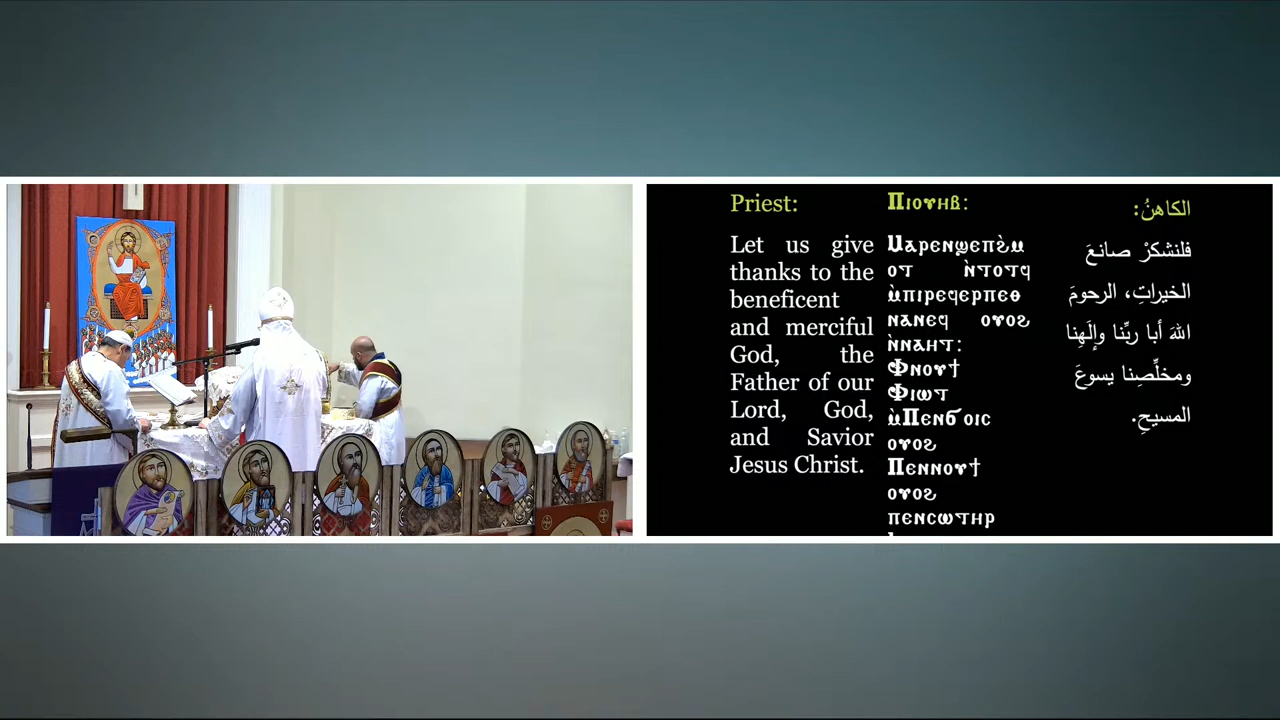 Priest:
Let us give
thanks to the
beneficent
and merciful
God, the
Father of our
Lord, God,
and Savior
Jesus Christ.
Ⲡⲓⲟⲩⲏⲃ:
Ⲙⲁⲣⲉⲛϣⲉⲡϩ̀ⲙ
ⲟⲧ ⲛ̀ⲧⲟⲧϥ
ⲙ̀ⲡⲓⲣⲉϥⲉⲣⲡⲉⲑ
ⲛⲁⲛⲉϥ ⲟⲩⲟϩ
ⲛ̀ⲛⲁⲏⲧ:
Ⲫⲛⲟⲩϯ
Ⲫⲓⲱⲧ
ⲙ̀Ⲡⲉⲛϭⲟⲓⲥ
ⲟⲩⲟϩ
Ⲡⲉⲛⲛⲟⲩϯ
ⲟⲩⲟϩ
ⲡⲉⲛⲥⲱⲧⲏⲣ
الكاهنُ:
فلنشكرْ صانعَ
الخيراتِ، الرحومَ
اللهَ أبا ربِّنا وإلَهِنا
ومخلِّصِنا يسوعَ
المسيحِ.